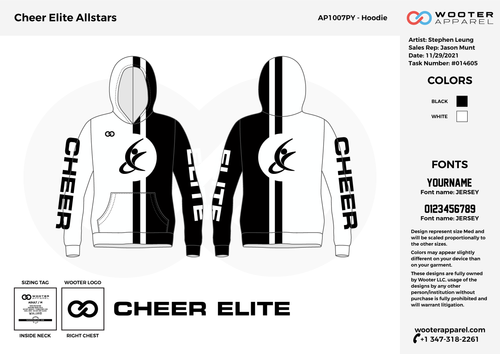 Cheer Elite Allstars
AP1007PY - Hoodie
WOOTER
APPAREL
Artist: Stephen Leung
Sales Rep: Jason Munt
Date: 11/29/2021
Task Number: #014605
COLORS
BLACK
WHITE
CHEER
ELITE
ELITE
CHEER
FONTS
YOURNAME
Font name: JERSEY
0123456789
Font name: JERSEY
Design represent size Med and
will be scaled proportionally to
the other sizes.
Colors may appear slightly
different on your device than
on your garment.
These designs are fully owned
by Wooter LLC. usage of the
designs by any other
person/institution without
purchase is fully prohibited and
will warrant litigation.
SIZING TAG
WOOTER LOGO
WOOTER
INSIDE NECK
RIGHT CHEST
CHEER ELITE
wooterapparel.com
+1 347-318-2261